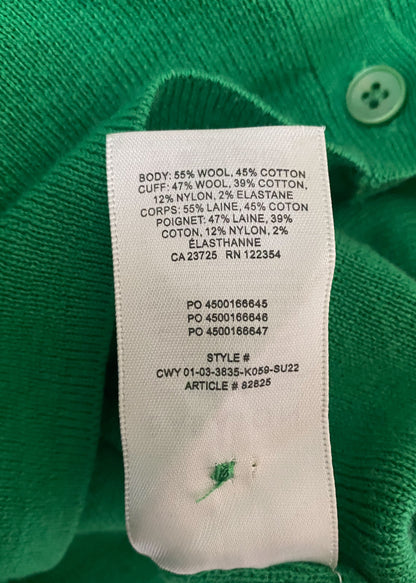 BODY: 55% WOOL, 45% COTTON
CUFF: 47% WOOL, 39% COTTON,
12% NYLON, 2% ELASTANE
CORPS: 55% LAINE, 45% COTON
POIGNET: 47% LAINE, 39%
COTON, 12% NYLON, 2%
ÉLASTHANNE
CA 23725 RN 122354
PO 4500166645
PO 4500166646
PO 4500166647
STYLE #
CWY 01-03-3835-K059-SU22
ARTICLE # 82825